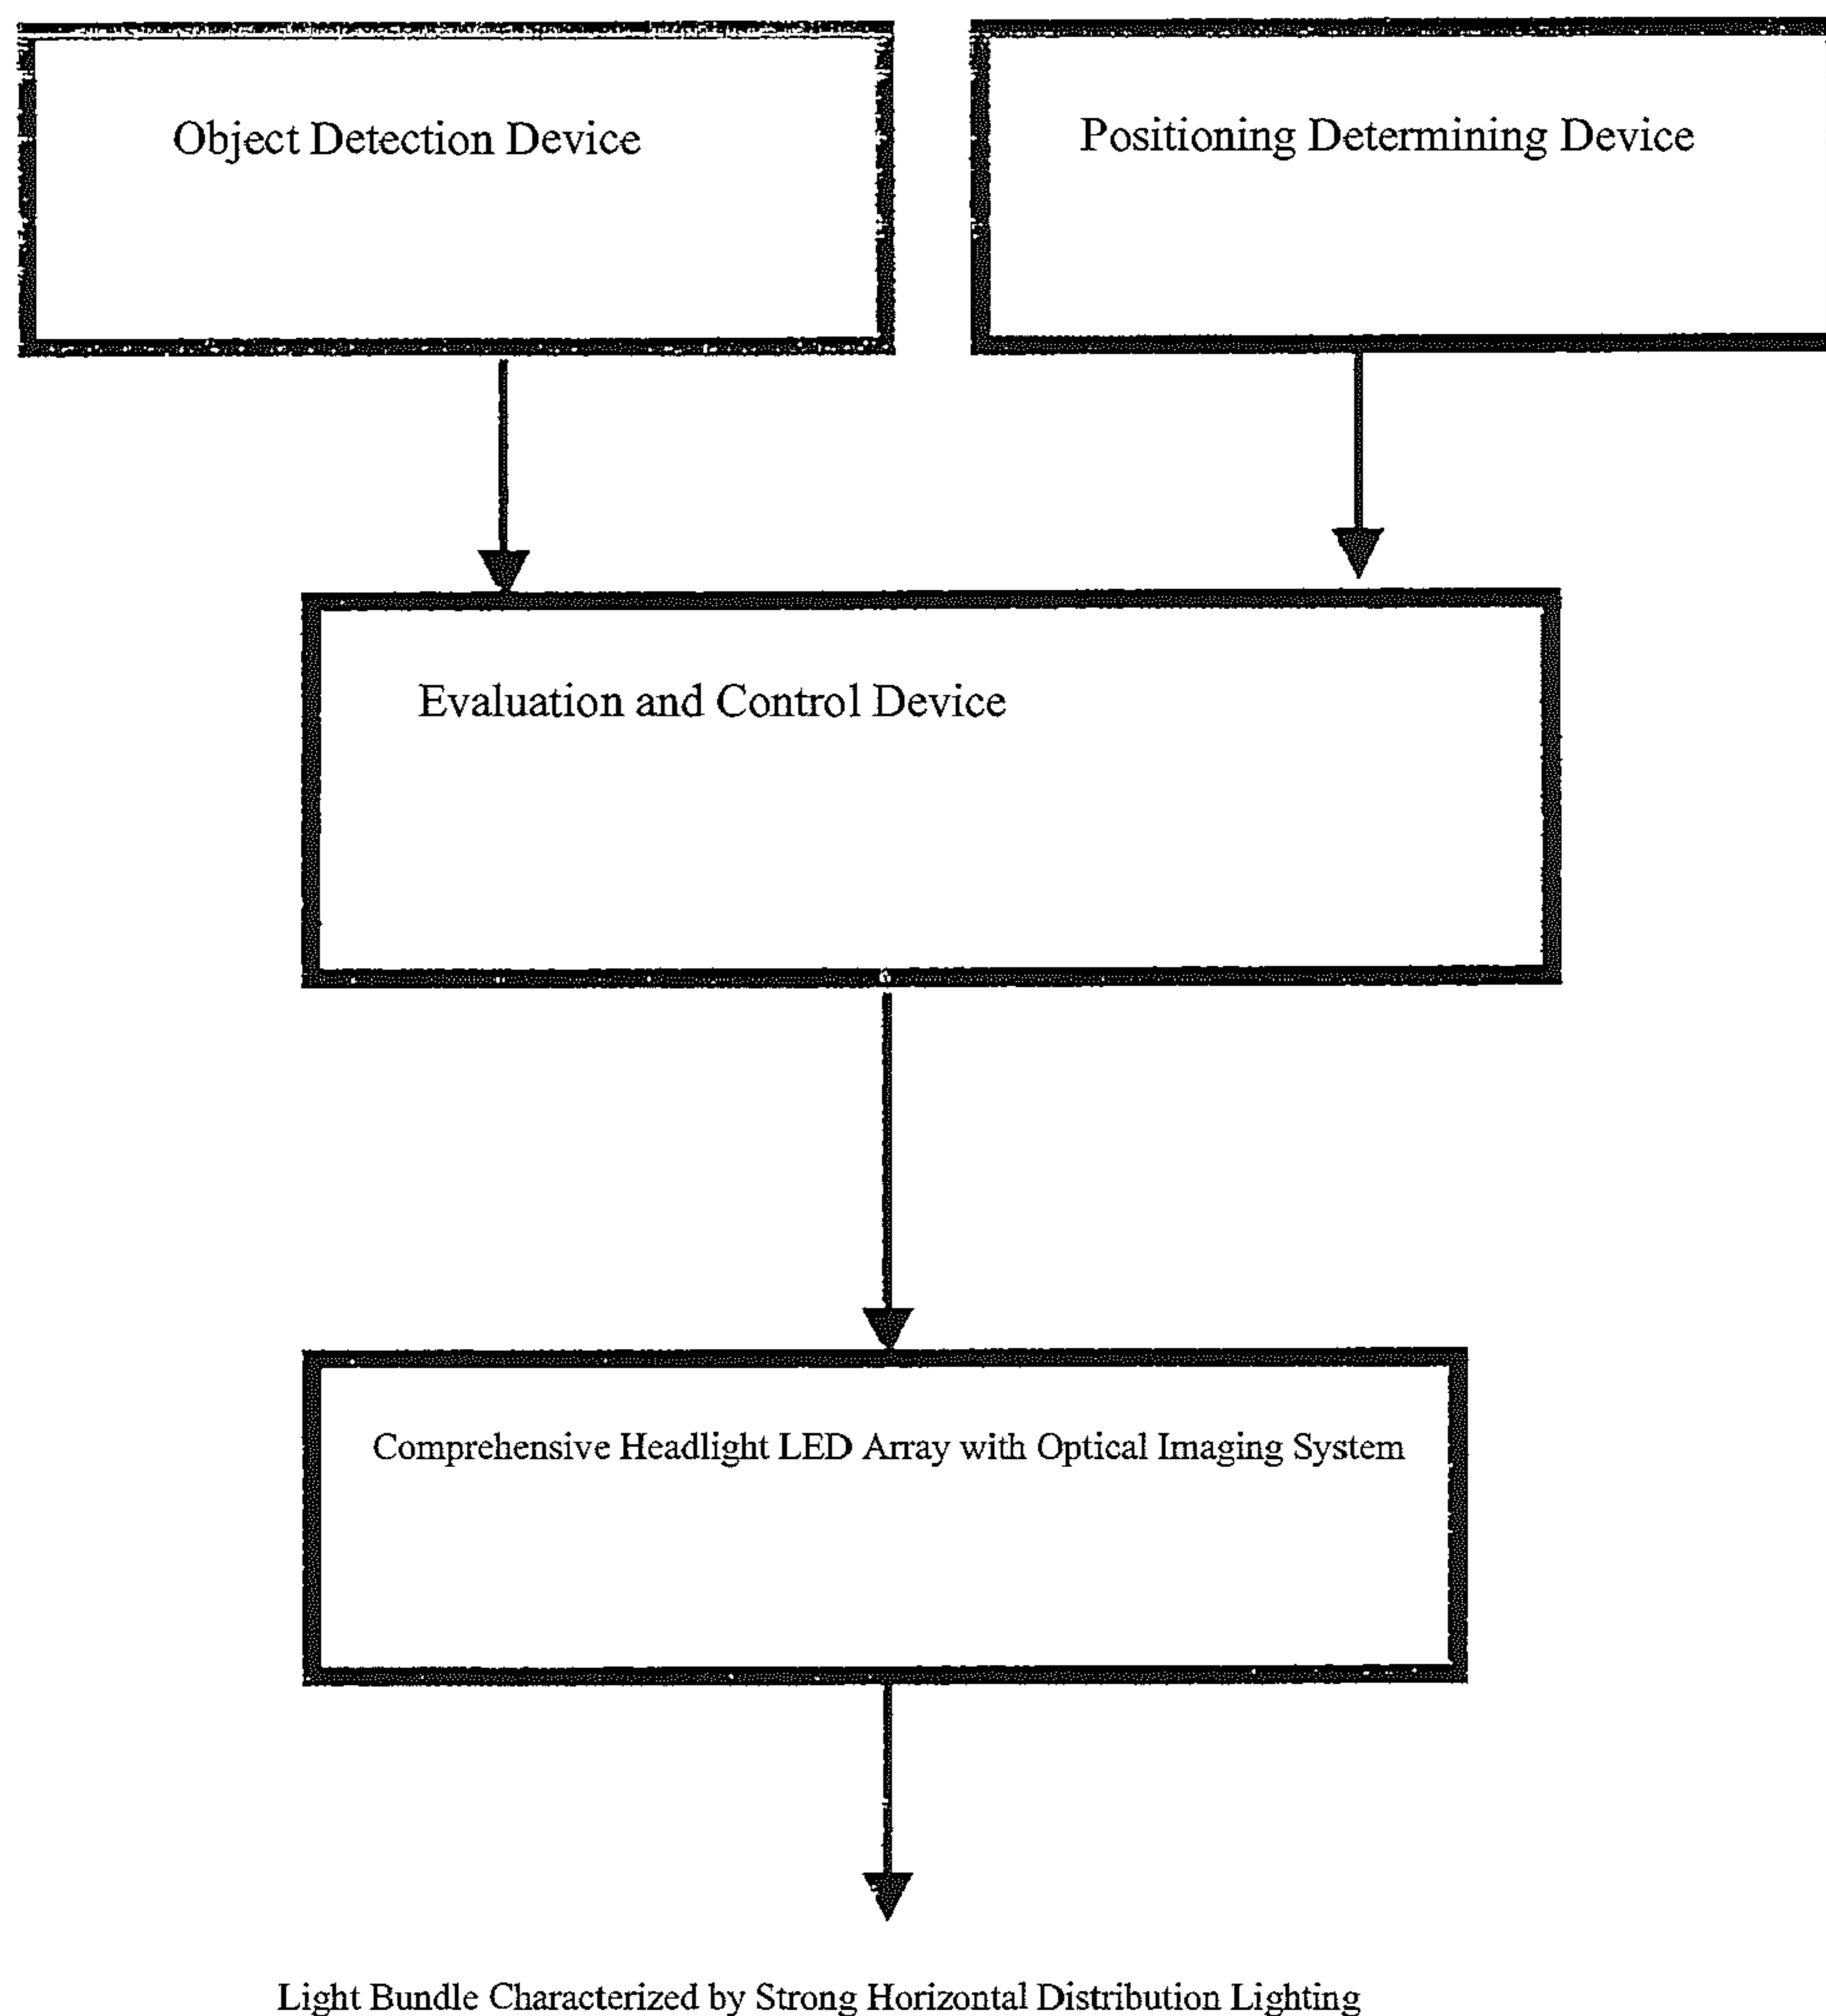 Object Detection Device
Positioning Determining Device
Evaluation and Control Device
Comprehensive Headlight LED Array with Optical Imaging System
Light Bundle Characterized by Strong Horizontal Distribution Lighting